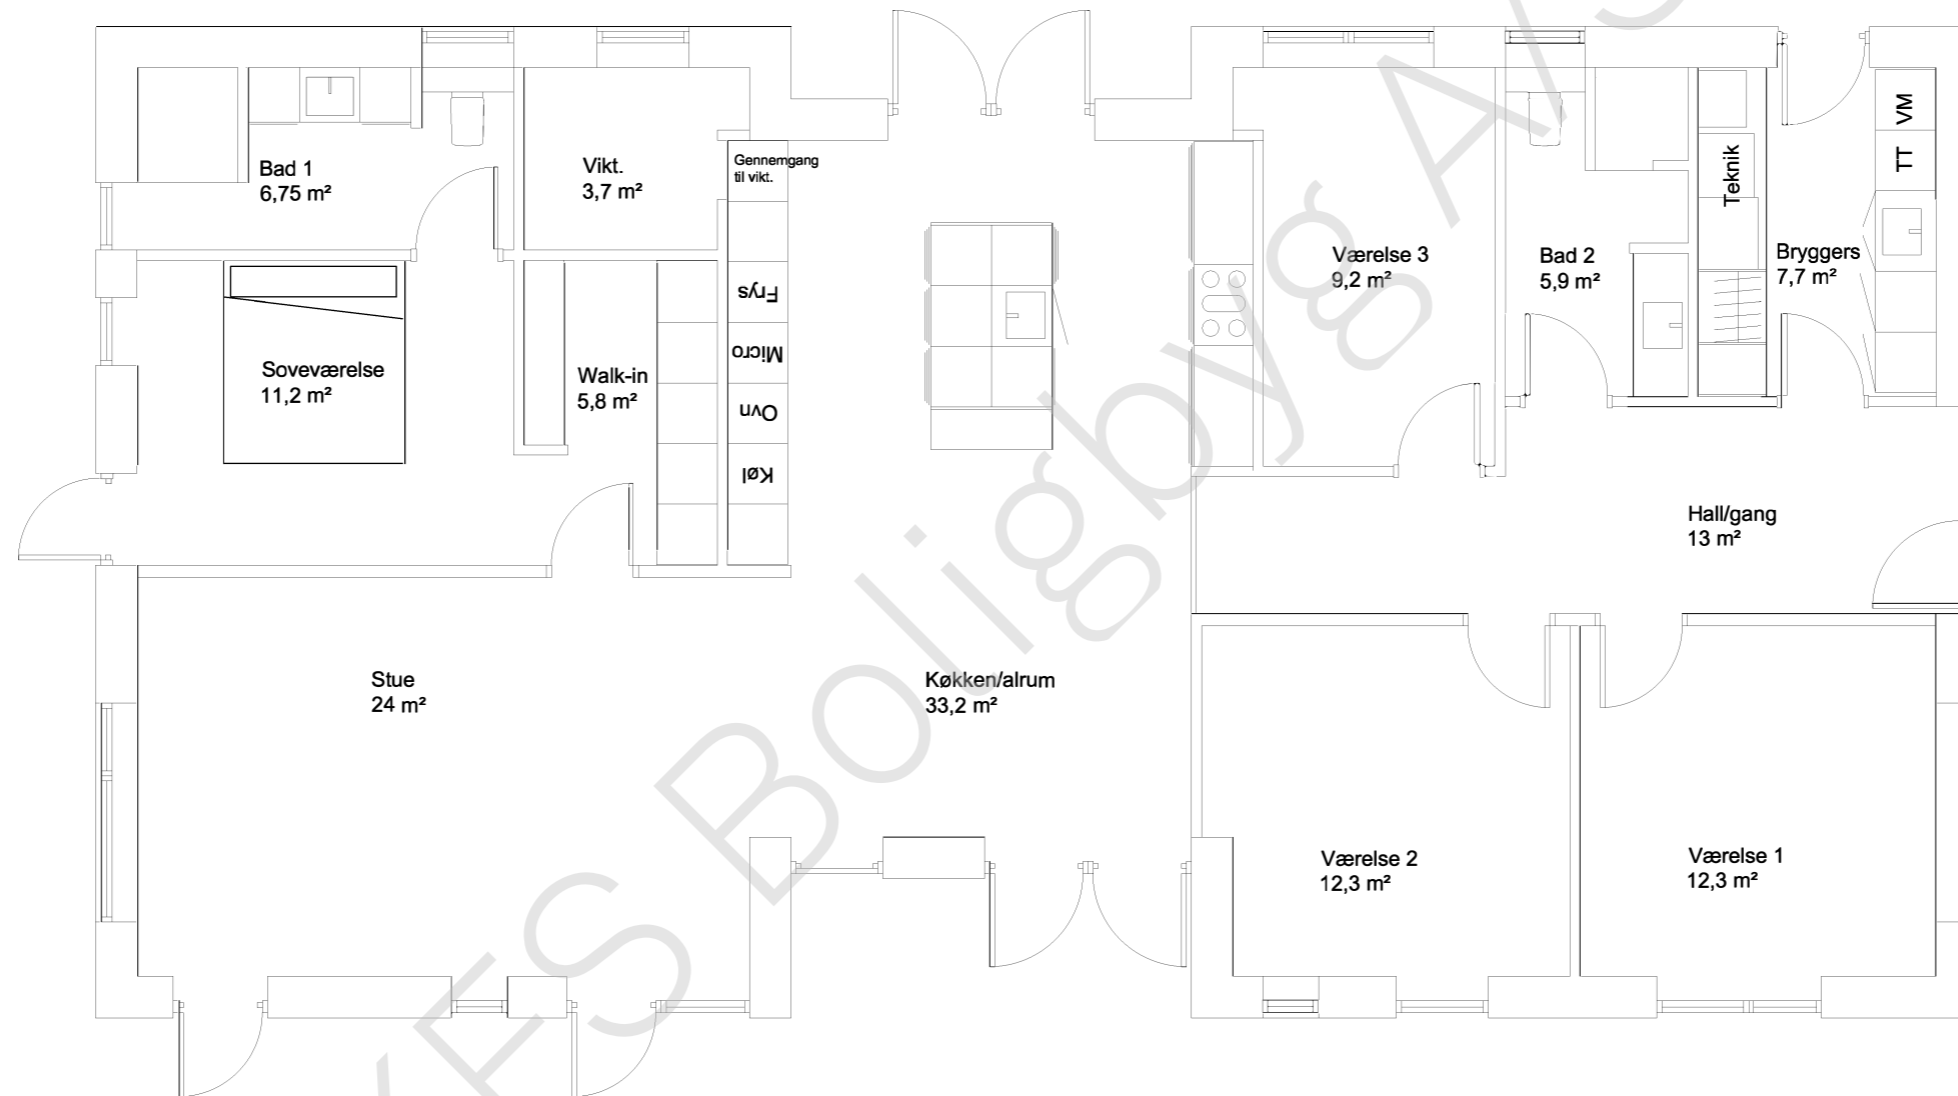 Bad 1
6,75 m²
Vikt.
3,7 m²
Gennemgang
til vikt.
Værelse 3
9,2 m²
Bad 2
5,9 m²
Teknik
Bryggers
7,7 m²
VM
TT
Soveværelse
11,2 m²
Walk-in
5,8 m²
Frys
Micro
Ovn
Køl
Hall/gang
13 m²
Stue
24 m²
Køkken/alrum
33,2 m²
Værelse 2
12,3 m²
Værelse 1
12,3 m²
Boligbyg A/S